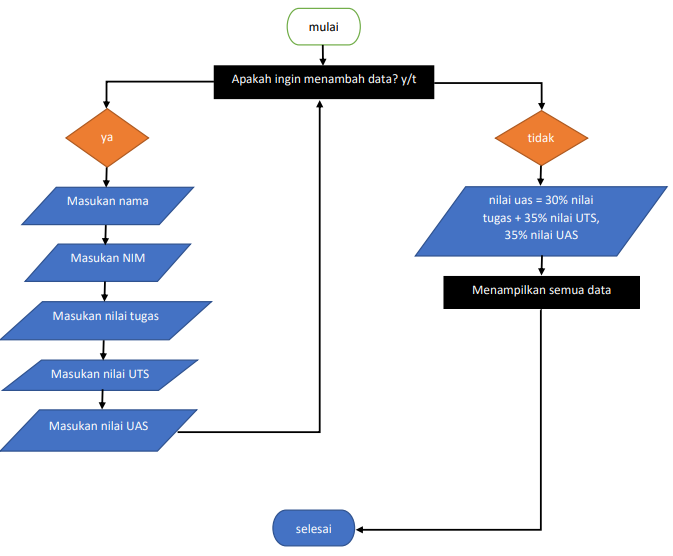 mulai
Apakah ingin menambah data? y/t
ya
tidak
Masukan nama
Masukan NIM
Masukan nilai tugas
Masukan nilai UTS
Masukan nilai UAS
nilai uas = 30% nilai
tugas + 35% nilai UTS,
35% nilai UAS
Menampilkan semua data
selesai